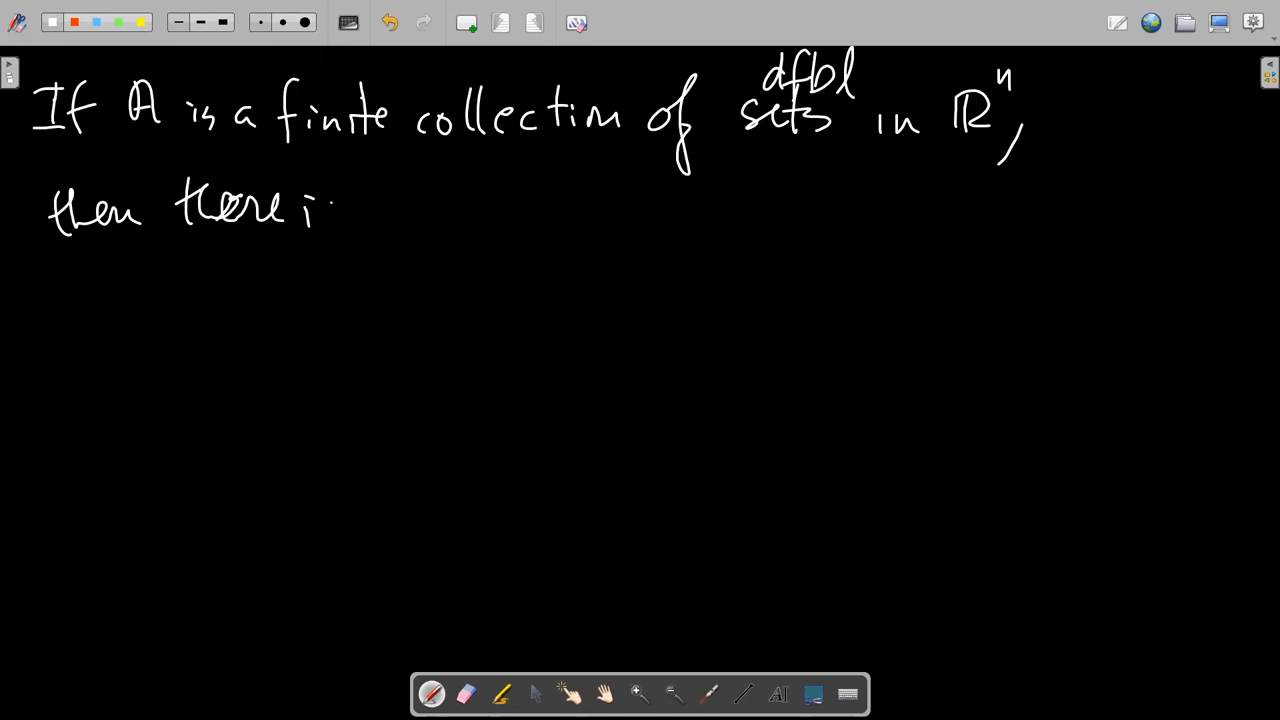 If A is a finite collection of dfbl sets in ℝⁿ,
then there i